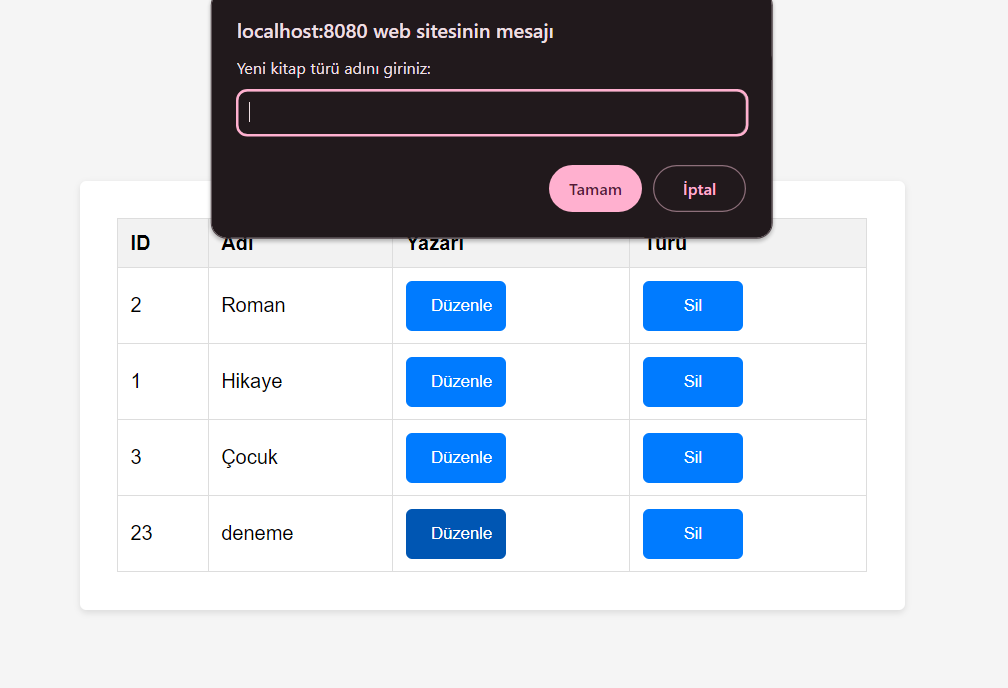 localhost:8080 web sitesinin mesajı
Yeni kitap türü adını giriniz:
Tamam İptal
ID Adı Yazarı Türü
2 Roman Düzenle Sil
1 Hikaye Düzenle Sil
3 Çocuk Düzenle Sil
23 deneme Düzenle Sil